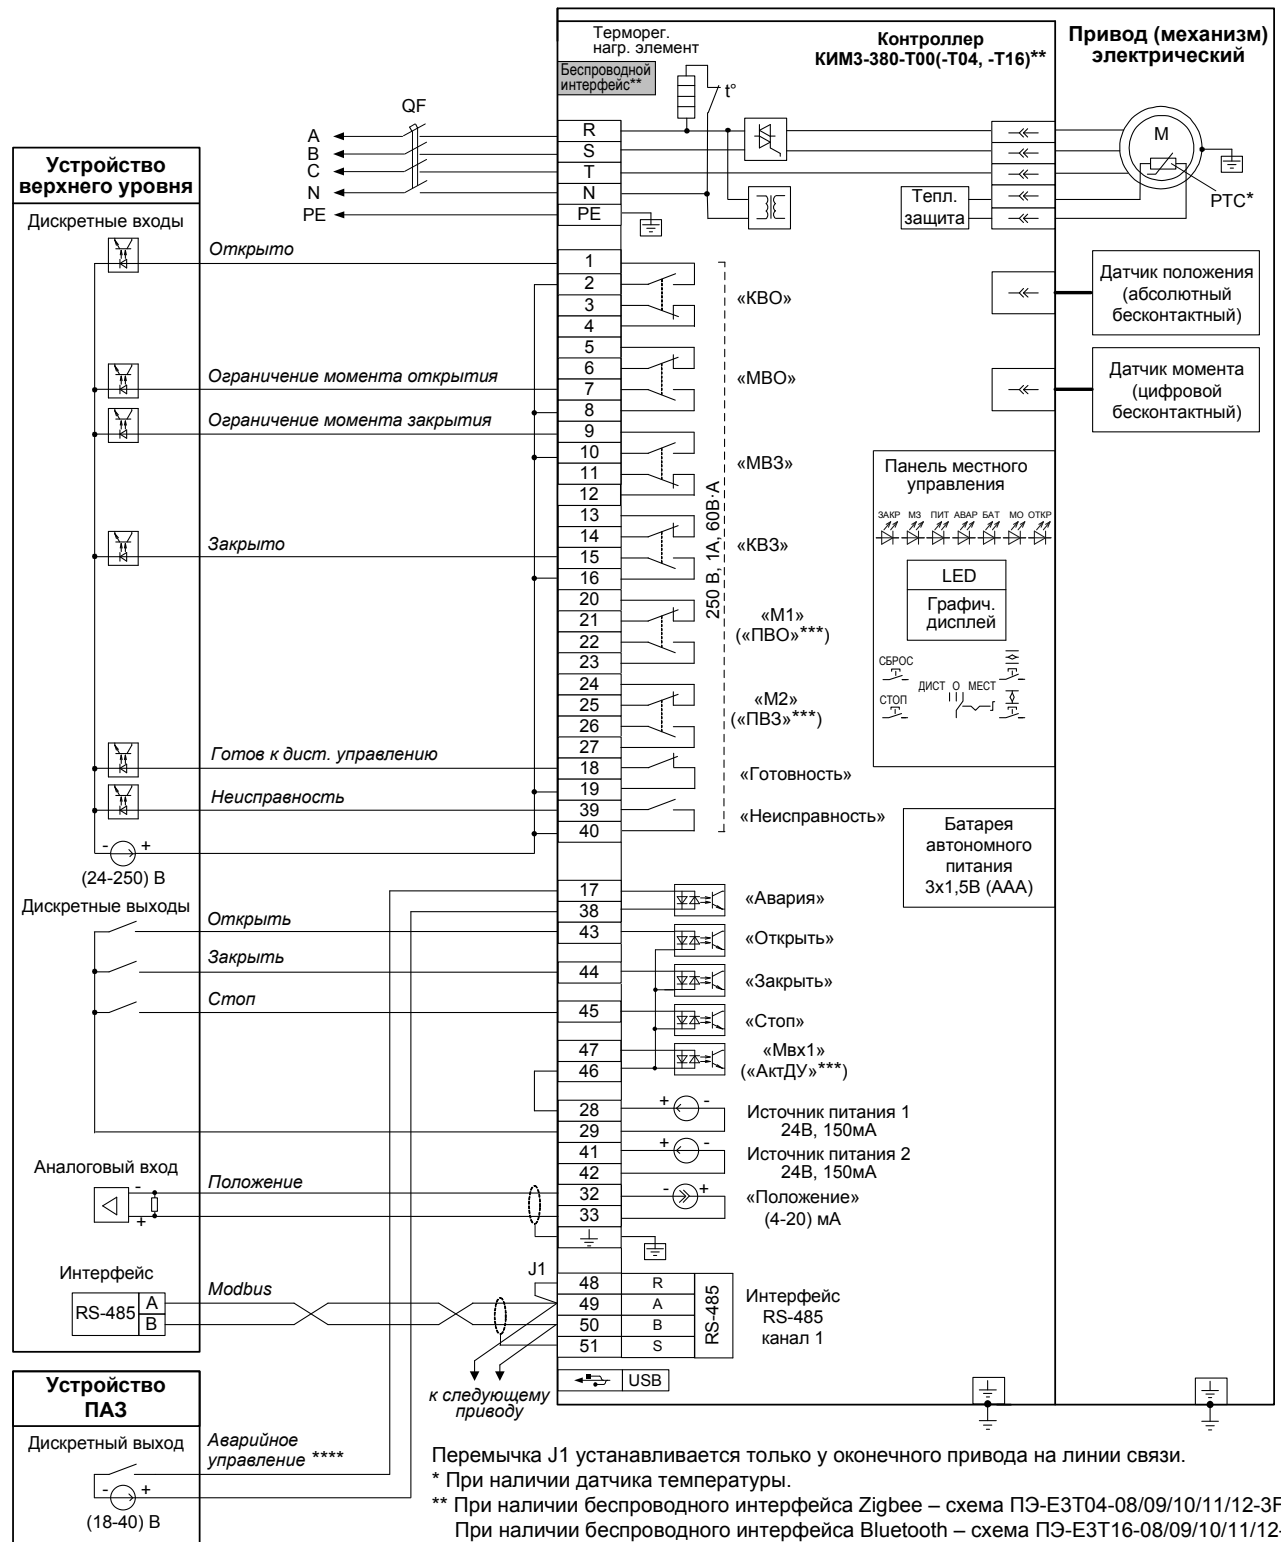 Терморег.
нагр. элемент
Контроллер
КИМ3-380-Т00(-Т04, -Т16)**
Привод (механизм)
электрический
Беспроводной
интерфейс**
t°
QF
A
B
C
N
PE
R
S
T
N
PE
Тепл.
защита
M
PTC*
Устройство
верхнего уровня
Дискретные входы
Открыто
1
2
3
4
«КВО»
Датчик положения
(абсолютный
бесконтактный)
5
6
7
8
Ограничение момента открытия
«МВО»
Датчик момента
(цифровой
бесконтактный)
Ограничение момента закрытия
9
10
11
12
«МВЗ»
250 В, 1А, 60В·А
Панель местного
управления
ЗАКР МЗ ПИТ АВАР БАТ МО ОТКР
LED
Графич.
дисплей
СБРОС
СТОП
ДИСТ О МЕСТ
Закрыто
13
14
15
16
«КВЗ»
20
21
22
23
«М1»
(«ПВО»***)
24
25
26
27
«М2»
(«ПВЗ»***)
Готов к дист. управлению
18
19
«Готовность»
Неисправность
39
40
«Неисправность»
- +
(24-250) В
Батарея
автономного
питания
3х1,5В (ААА)
Дискретные выходы
17
38
«Авария»
Открыть
43
«Открыть»
Закрыть
44
«Закрыть»
Стоп
45
«Стоп»
47
46
«Мвх1»
(«АктДУ»***)
28
29
+ -
Источник питания 1
24В, 150мА
41
42
+ -
Источник питания 2
24В, 150мА
Аналоговый вход
-
+
Положение
32
33
- +
«Положение»
(4-20) мА
Интерфейс
RS-485
A
B
Modbus
J1
48 R
49 A
50 B
51 S
RS-485
Интерфейс
RS-485
канал 1
USB
к следующему
приводу
Устройство
ПАЗ
Дискретный выход
- +
(18-40) В
Аварийное
управление ****
Перемычка J1 устанавливается только у оконечного привода на линии связи.
* При наличии датчика температуры.
** При наличии беспроводного интерфейса Zigbee – схема ПЭ-Е3Т04-08/09/10/11/12-3F
При наличии беспроводного интерфейса Bluetooth – схема ПЭ-Е3Т16-08/09/10/11/12-